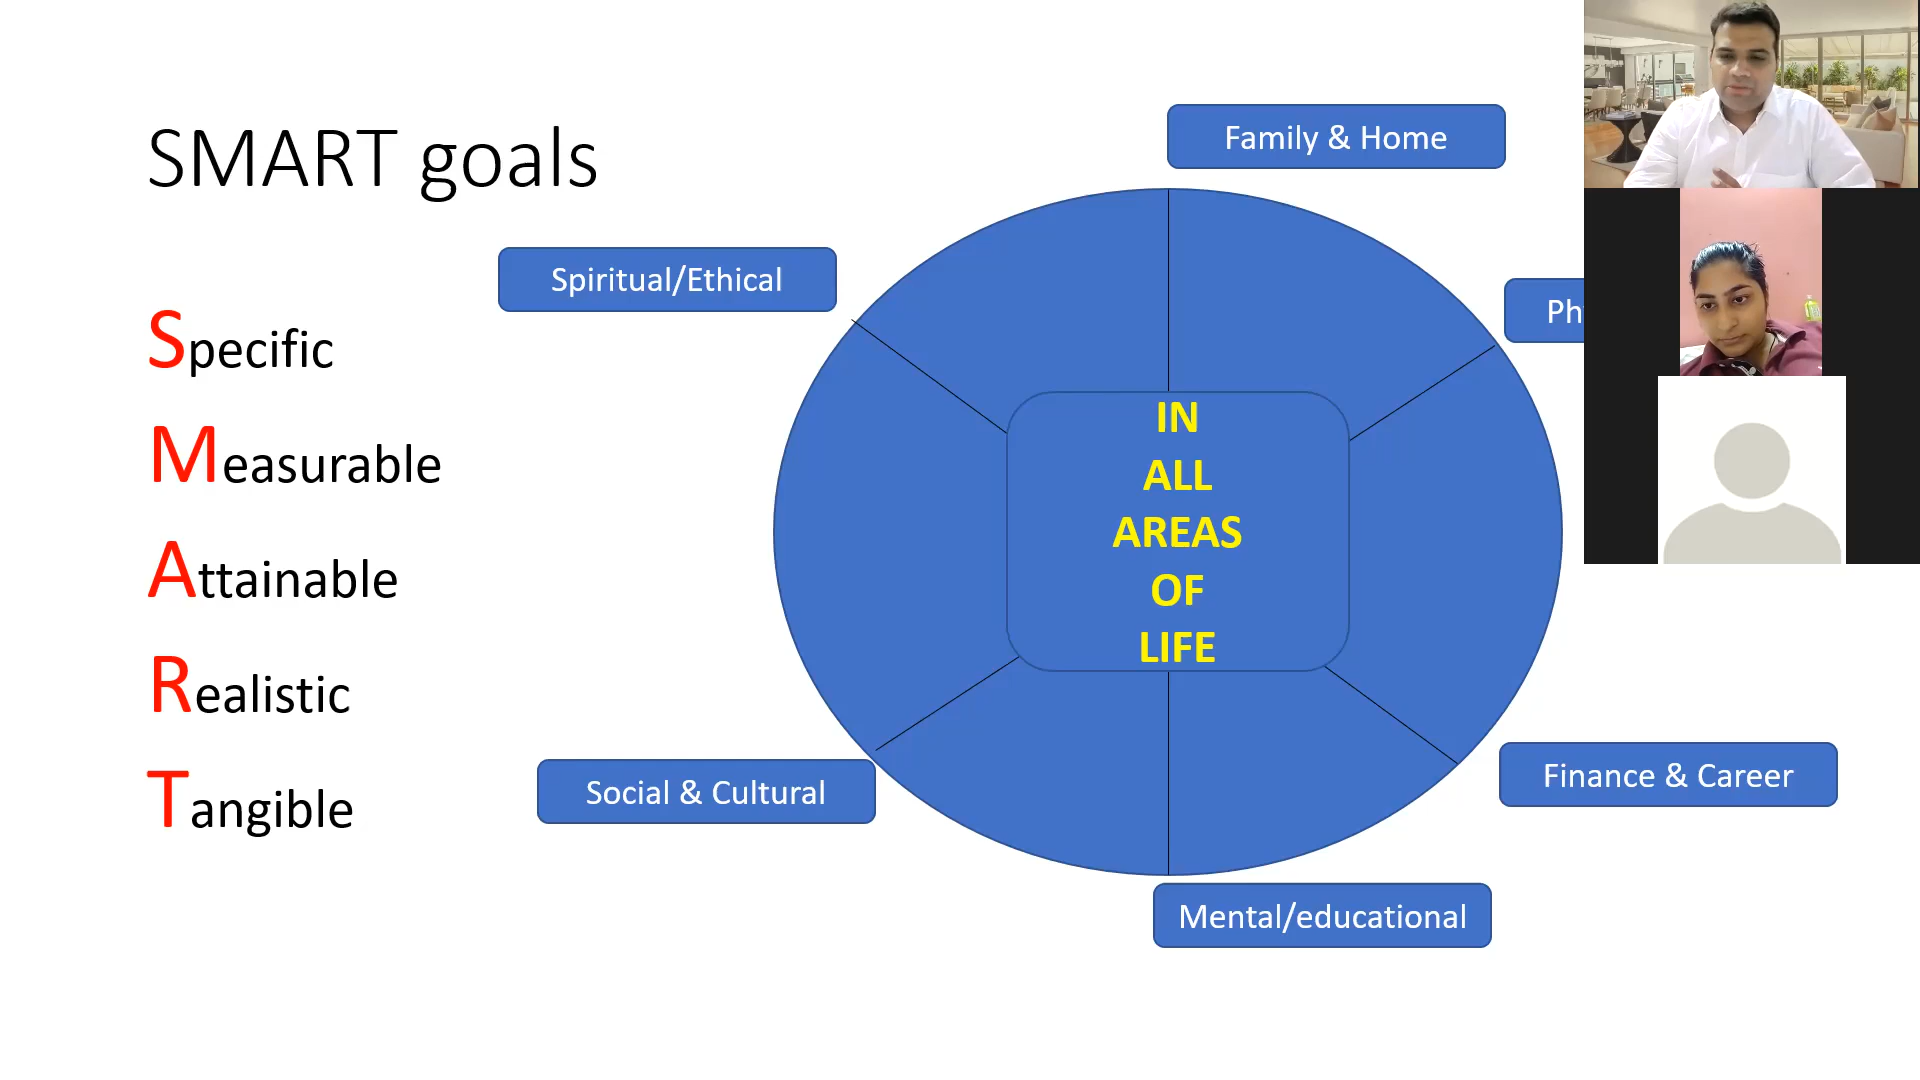 SMART goals
Specific
Measurable
Attainable
Realistic
Tangible
Family & Home
Spiritual/Ethical
IN
ALL
AREAS
OF
LIFE
Finance & Career
Social & Cultural
Mental/educational